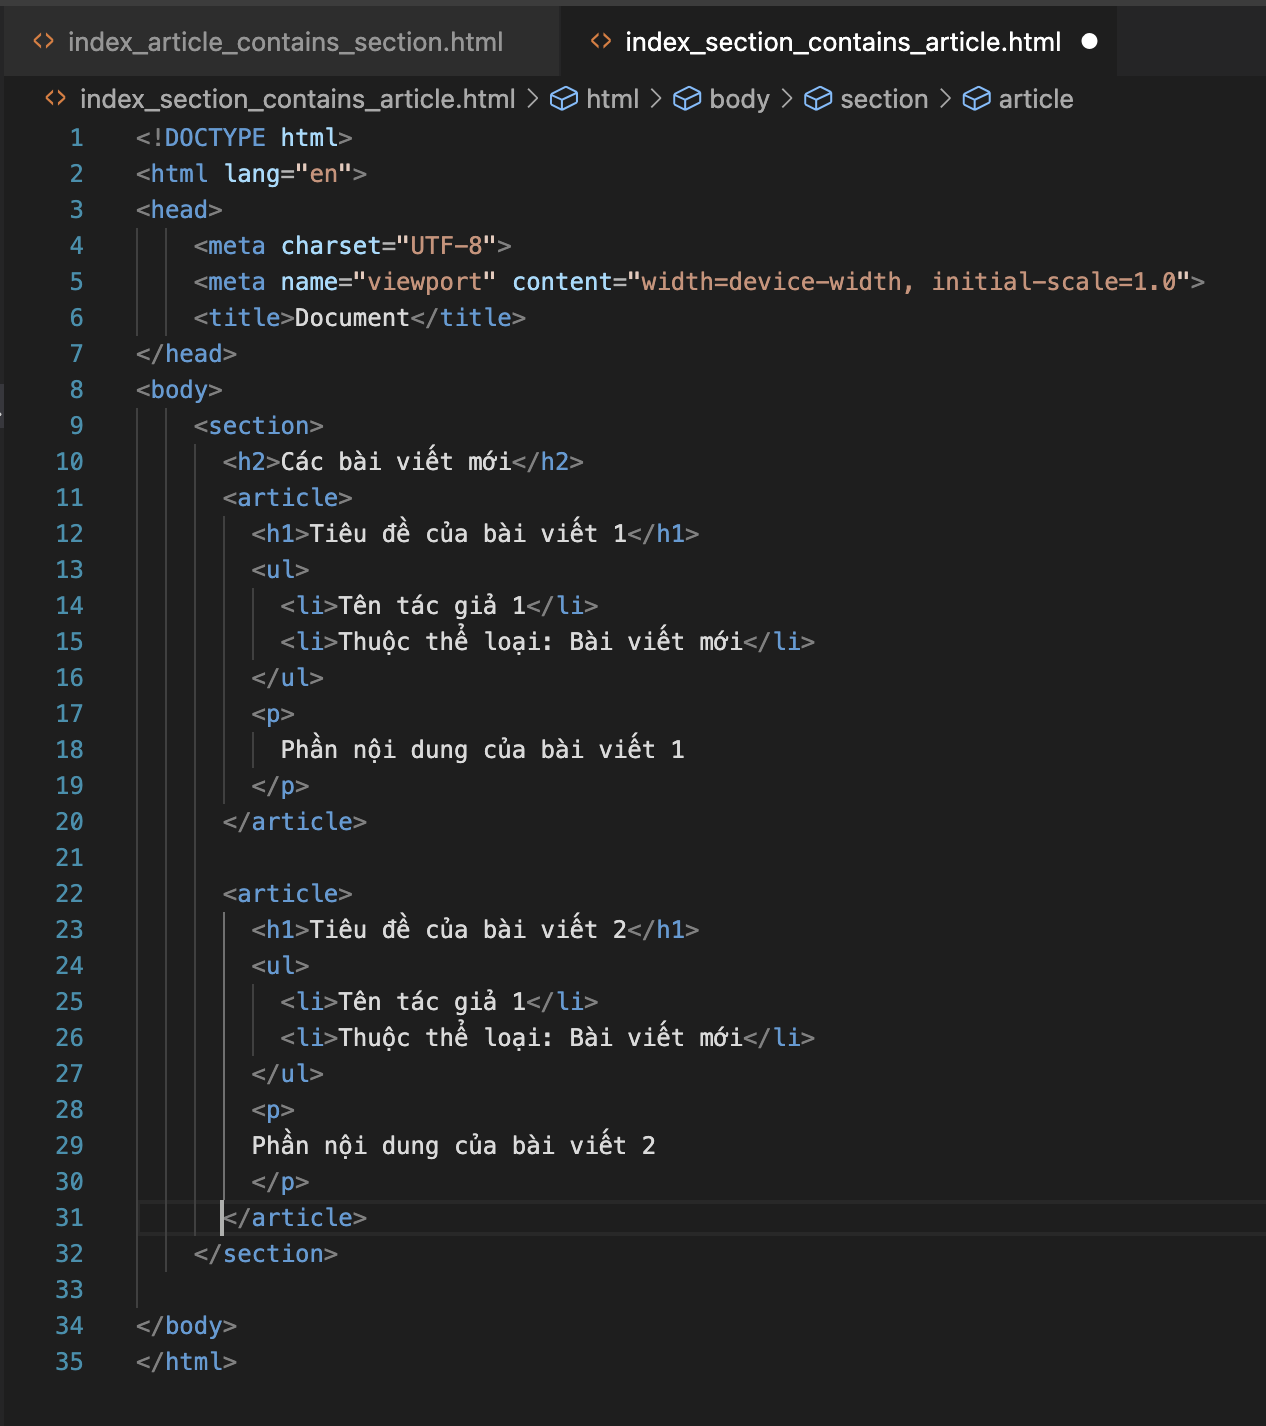 index_article_contains_section.html
index_section_contains_article.html
index_section_contains_article.html > html > body > section > article
1 <!DOCTYPE html>
2 <html lang="en">
3 <head>
4     <meta charset="UTF-8">
5     <meta name="viewport" content="width=device-width, initial-scale=1.0">
6     <title>Document</title>
7 </head>
8 <body>
9     <section>
10       <h2>Các bài viết mới</h2>
11       <article>
12         <h1>Tiêu đề của bài viết 1</h1>
13         <ul>
14           <li>Tên tác giả 1</li>
15           <li>Thuộc thể loại: Bài viết mới</li>
16         </ul>
17         <p>
18           Phần nội dung của bài viết 1
19         </p>
20       </article>
21
22       <article>
23         <h1>Tiêu đề của bài viết 2</h1>
24         <ul>
25           <li>Tên tác giả 1</li>
26           <li>Thuộc thể loại: Bài viết mới</li>
27         </ul>
28         <p>
29         Phần nội dung của bài viết 2
30         </p>
31       </article>
32     </section>
33
34 </body>
35 </html>